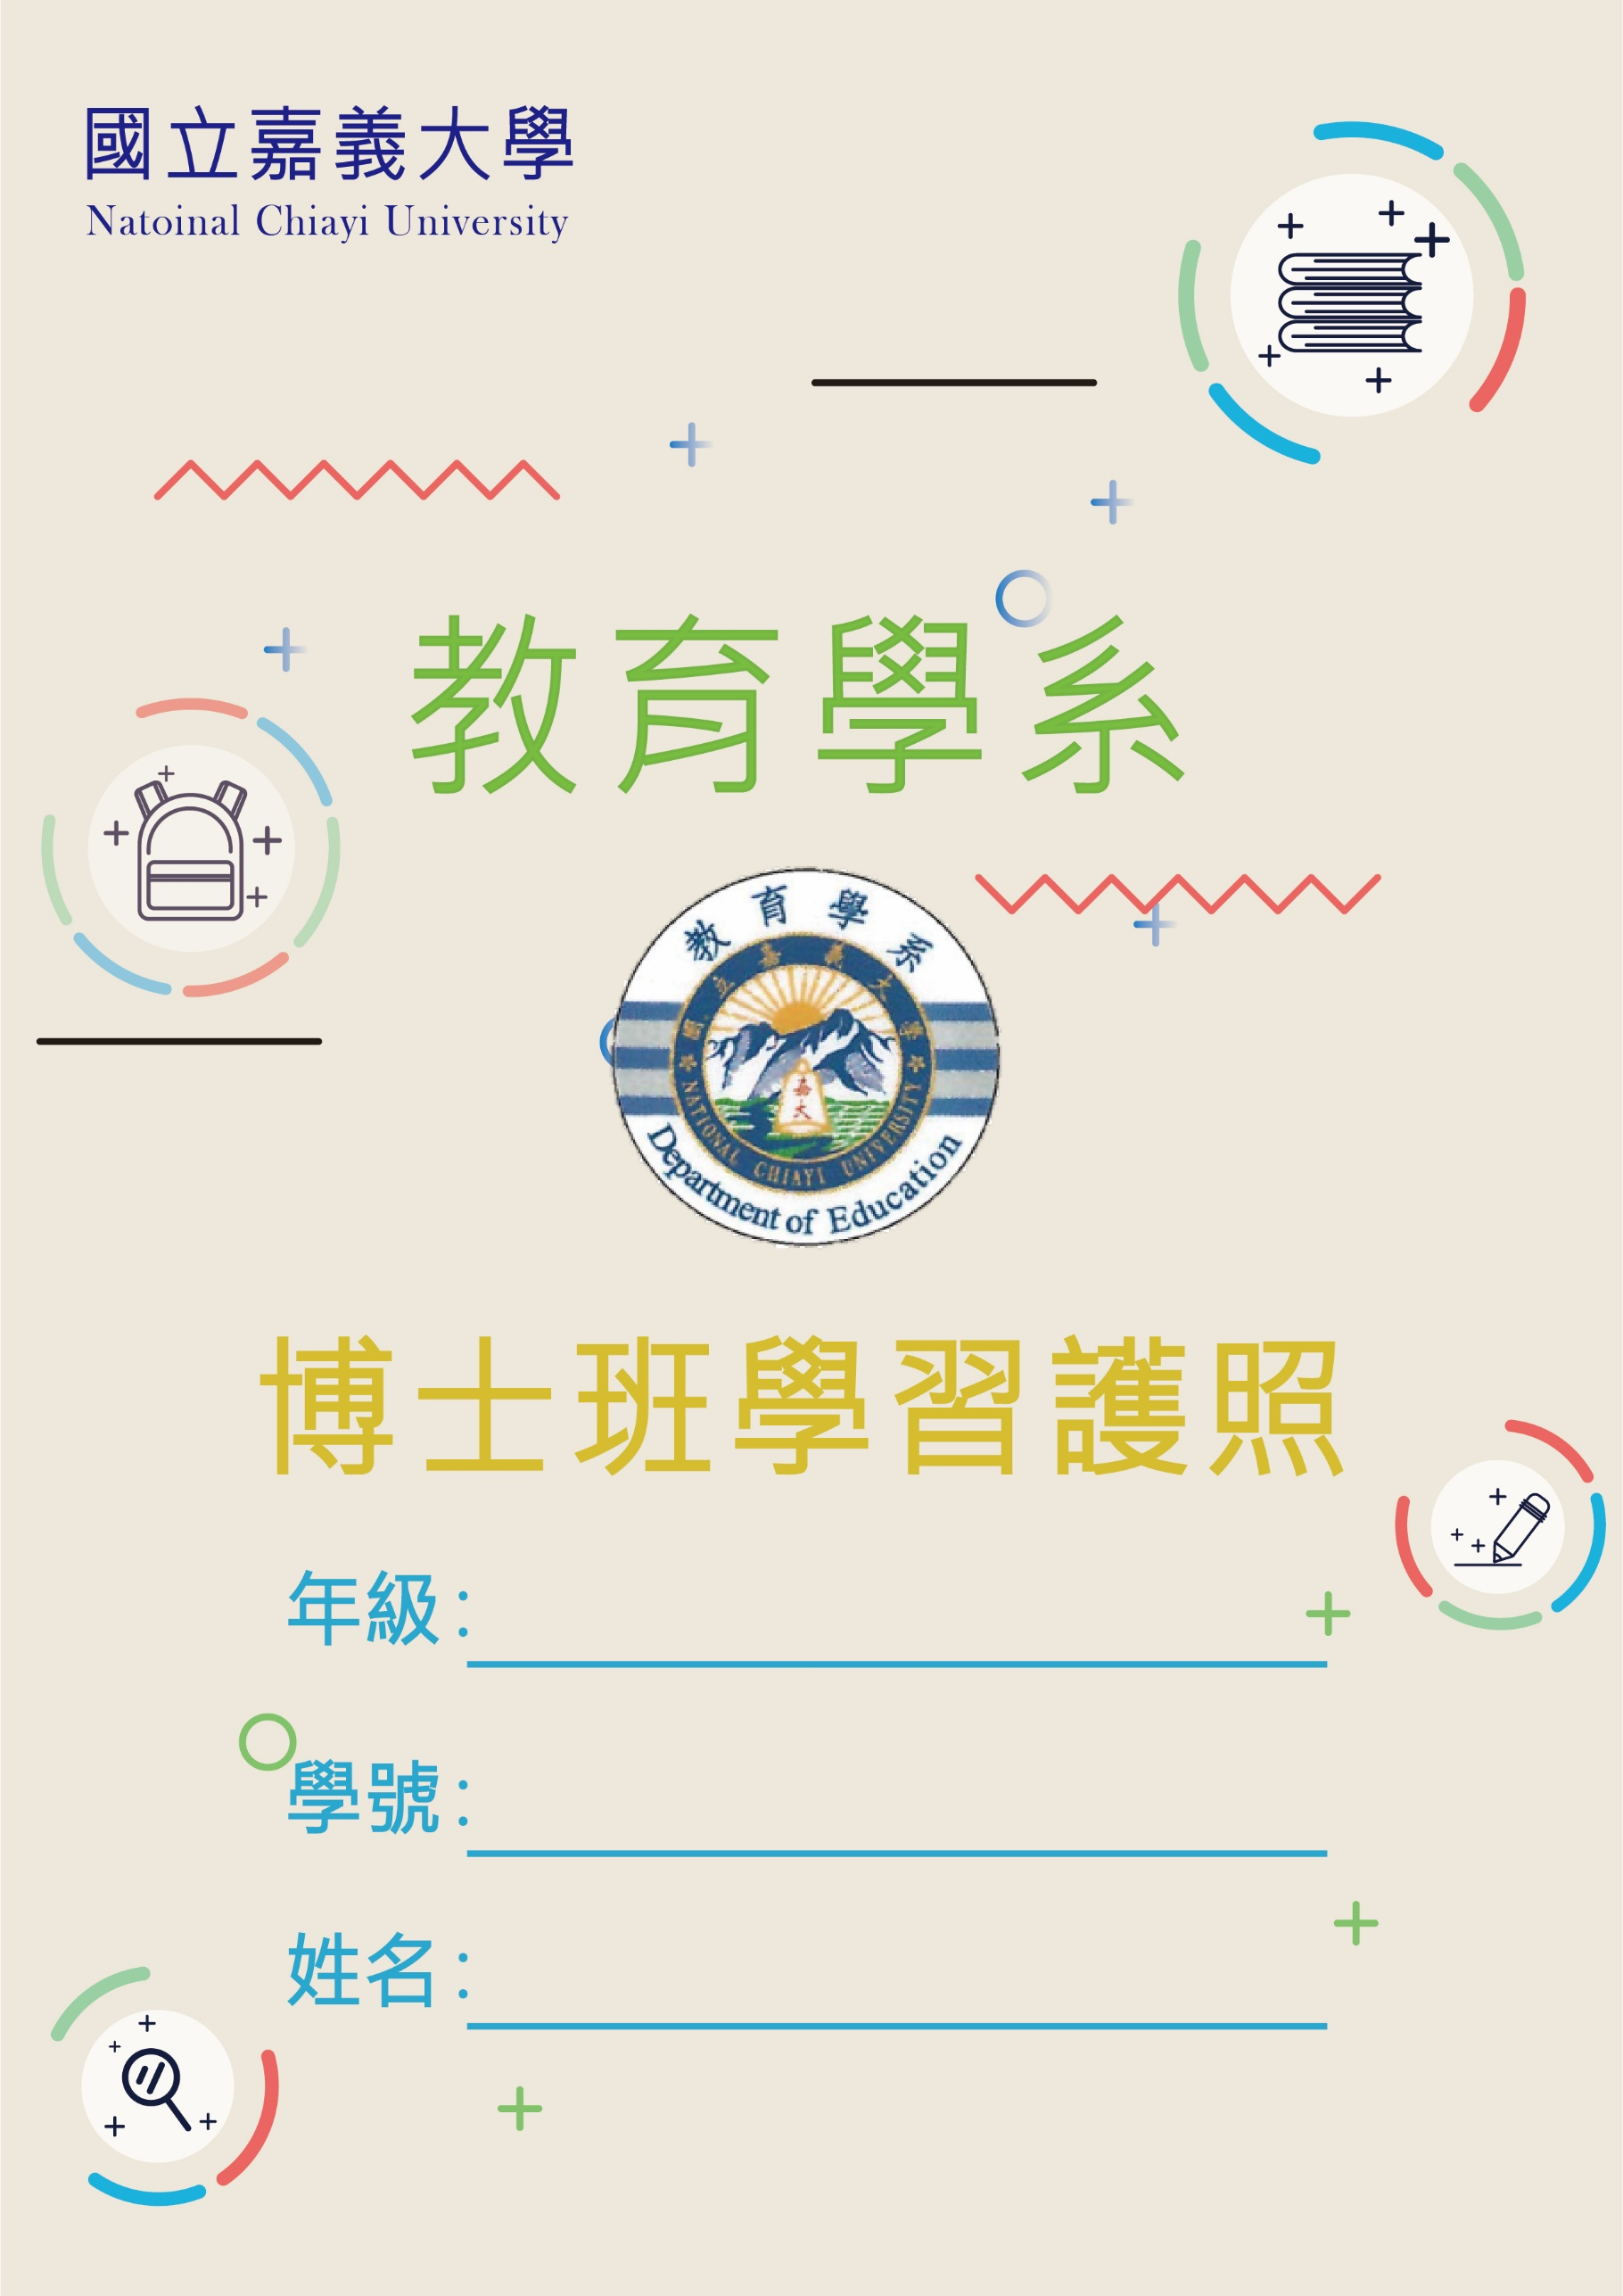 國立嘉義大學
Natoinal Chiayi University
教育學系
教育學系
國立嘉義大學
嘉大
NATIONAL CHIAYI UNIVERSITY
Department of Education
博士班學習護照
年級：
學號：
姓名：